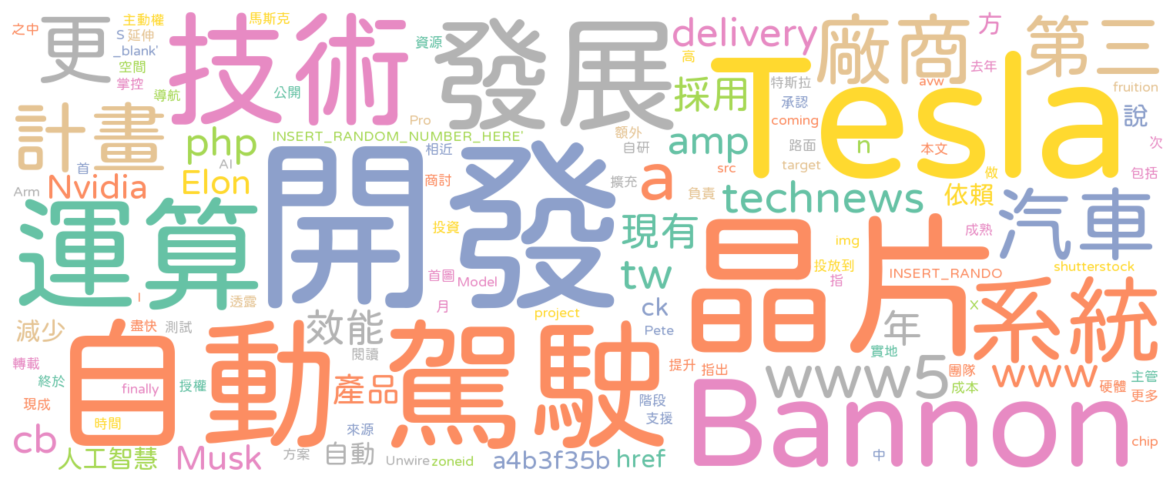 之中
主動權
馬斯克
S 延伸
_blank'
空間
掌控
更
導航
技術
公開
資源
發展
delivery
高
廠商
方
去年
第三
計畫
php
AI
首
Pro
INSERT_RANDOM_NUMBER_HERE'
相近
額外
自研
採用
amp
特斯拉
承認
coming
路面
target
avw
n
本文
Tesla
fruition
說
次
包括
做
Arm
Nvidia
Elon
商討
擴充
a
src
負責
technews
依賴
運算
I
透露
開發
投資
首圖
Model
月
現有
tw
晶片
img
投放到
指
成熟
INSERT_RANDO
汽車
shutterstock
x
系統
減少
盡快
測試
效能
閱讀
project
ck
Pete
年
實地
轉載
終於
現成
finally
時間
授權
自動駕駛
產品
來源
階段
支援
提升
指出
www5
團隊
成本
www
硬體
主管
更多
cb
人工智慧
Musk
方案
自動
Unwire
zoneid
a4b3f35b
href
Bannon
中
chip